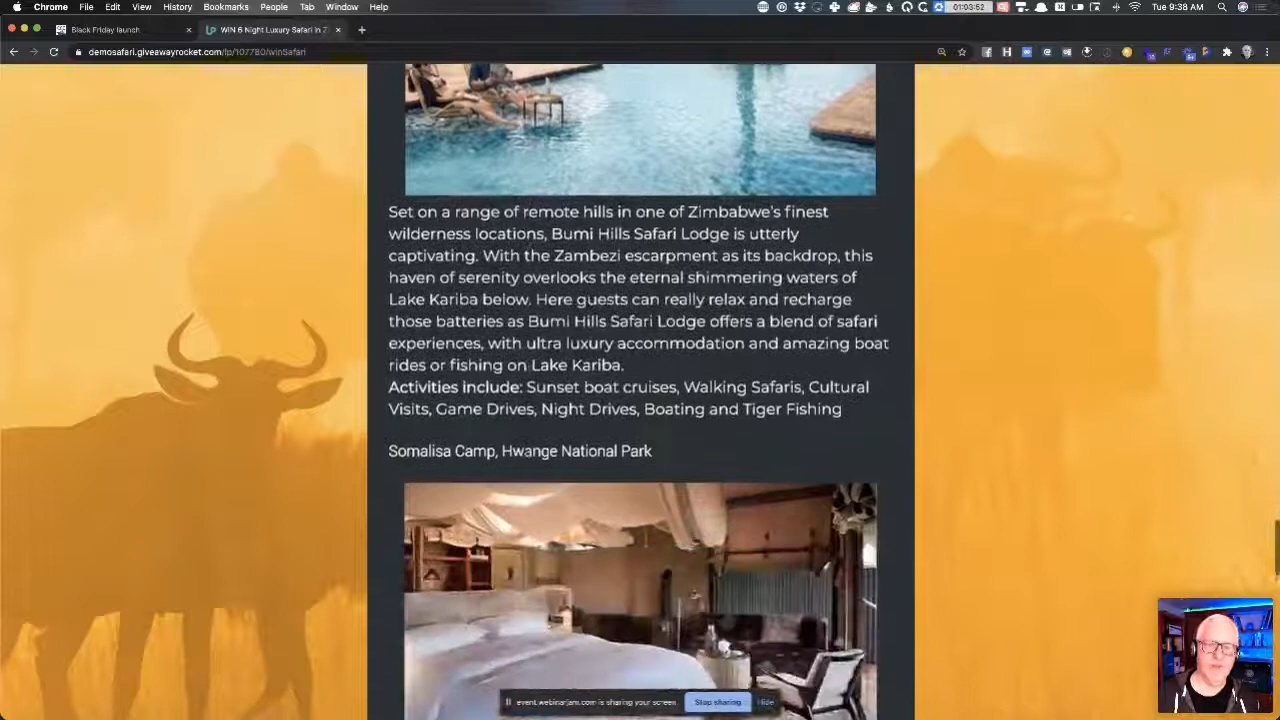 Chrome File Edit View History Bookmarks People Tab Window Help
01:03:52
Tue 9:38 AM
Black Friday launch
WIN 6 Night Luxury Safari in Z
demosafari.giveawayrocket.com/lp/107780/winSafari
Set on a range of remote hills in one of Zimbabwe's finest
wilderness locations, Bumi Hills Safari Lodge is utterly
captivating. With the Zambezi escarpment as its backdrop, this
haven of serenity overlooks the eternal shimmering waters of
Lake Kariba below. Here guests can really relax and recharge
those batteries as Bumi Hills Safari Lodge offers a blend of safari
experiences, with ultra luxury accommodation and amazing boat
rides or fishing on Lake Kariba.
Activities include: Sunset boat cruises, Walking Safaris, Cultural
Visits, Game Drives, Night Drives, Boating and Tiger Fishing
Somalisa Camp, Hwange National Park
event.webinarjam.com is sharing your screen.
Stop sharing
Hide